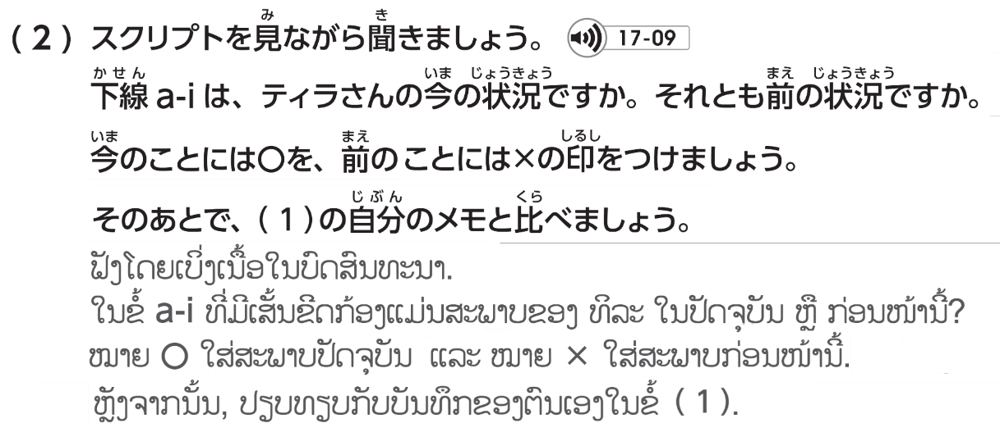 (2) スクリプトを見ながら聞きましょう。 17-09
下線 a-i は、ティラさんの今の状況ですか。それとも前の状況ですか。
今のことには○を、前のことには×の印をつけましょう。
そのあとで、(1)の自分のメモと比べましょう。
ຟັງໂດຍເບິ່ງເນື້ອໃນບົດສົນທະນາ.
ໃນຂໍ້ a-i ທີ່ມີເສັ້ນຂີດກ້ອງແມ່ນສະພາບຂອງ ທິລະ ໃນປັດຈຸບັນ ຫຼື ກ່ອນໜ້ານີ້?
ໝາຍ ○ ໃສ່ສະພາບປັດຈຸບັນ ແລະ ໝາຍ × ໃສ່ສະພາບກ່ອນໜ້ານີ້.
ຫຼັງຈາກນັ້ນ, ປຽບທຽບກັບບັນທຶກຂອງຕົນເອງໃນຂໍ້ (1).